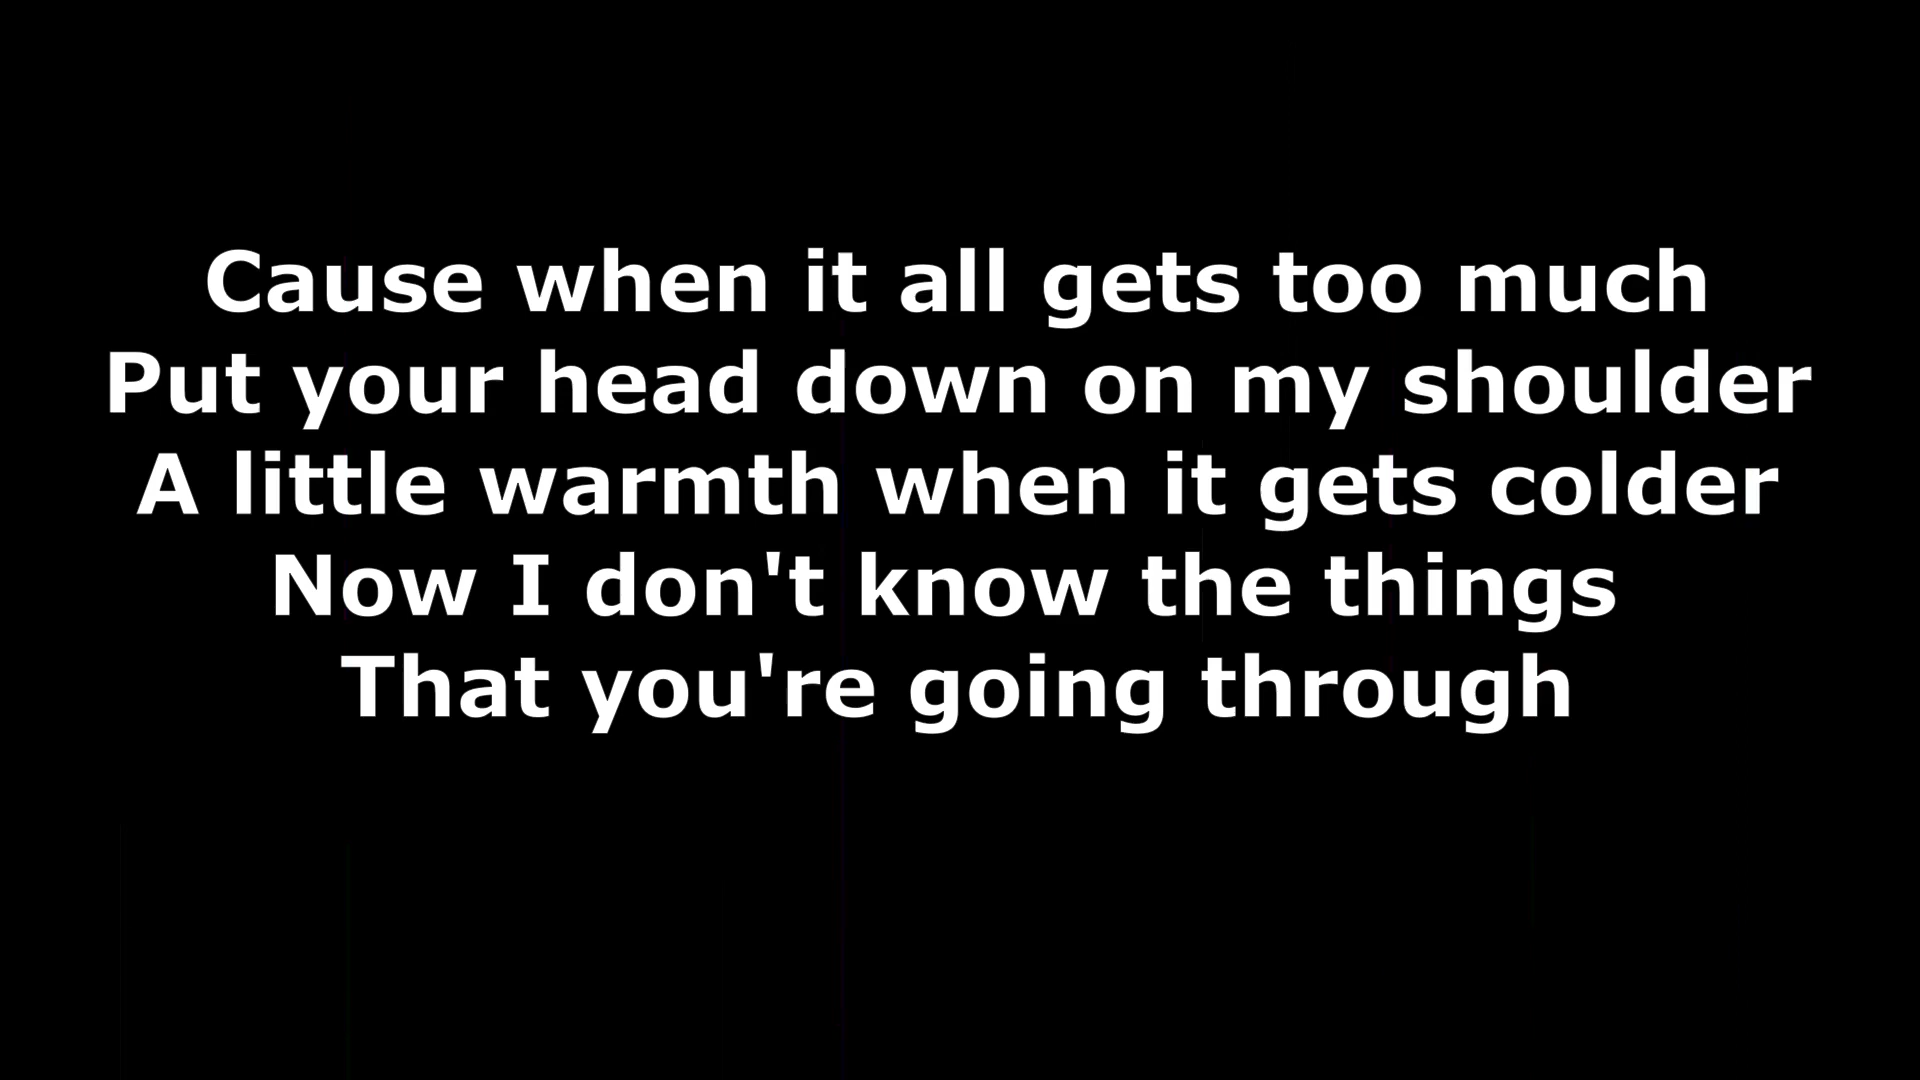 Cause when it all gets too much
Put your head down on my shoulder
A little warmth when it gets colder
Now I don't know the things
That you're going through